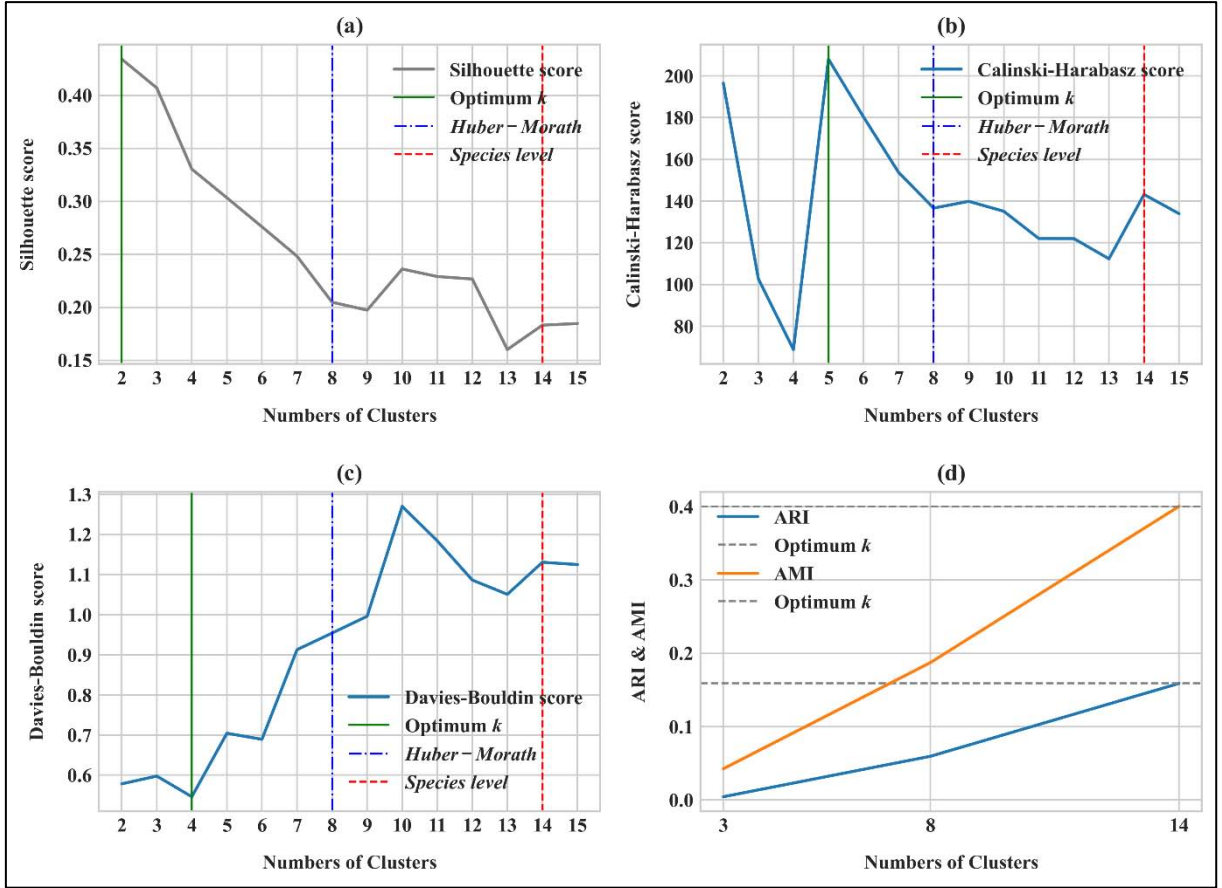 (a)
Silhouette score
Optimum k
Huber – Morath
Species level
0.40
0.35
0.30
0.25
0.20
0.15
Silhouette score
2 3 4 5 6 7 8 9 10 11 12 13 14 15
Numbers of Clusters
(b)
Calinski-Harabasz score
Optimum k
Huber – Morath
Species level
200
180
160
140
120
100
80
Calinski-Harabasz score
2 3 4 5 6 7 8 9 10 11 12 13 14 15
Numbers of Clusters
(c)
1.3
1.2
1.1
1.0
0.9
0.8
0.7
0.6
Davies-Bouldin score
Davies-Bouldin score
Optimum k
Huber – Morath
Species level
2 3 4 5 6 7 8 9 10 11 12 13 14 15
Numbers of Clusters
(d)
ARI
Optimum k
AMI
Optimum k
0.4
0.3
0.2
0.1
0.0
ARI & AMI
3 8 14
Numbers of Clusters